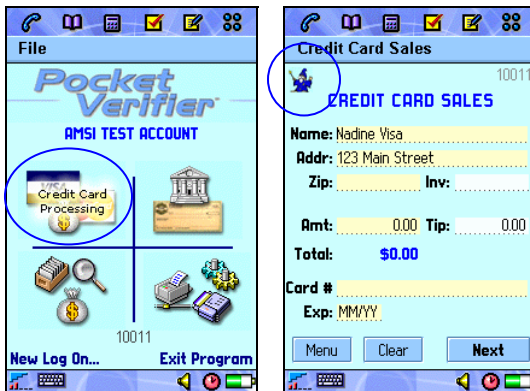 File
Pocket
Verifier
AMSI TEST ACCOUNT
VISA
Credit Card
Processing
10011
New Log On...
Exit Program
Credit Card Sales
10011
CREDIT CARD SALES
Name: Nadine Visa
Addr: 123 Main Street
Zip: Inv:
Amt: 0.00 Tip: 0.00
Total: $0.00
Card #
Exp: MM/YY
Menu Clear Next